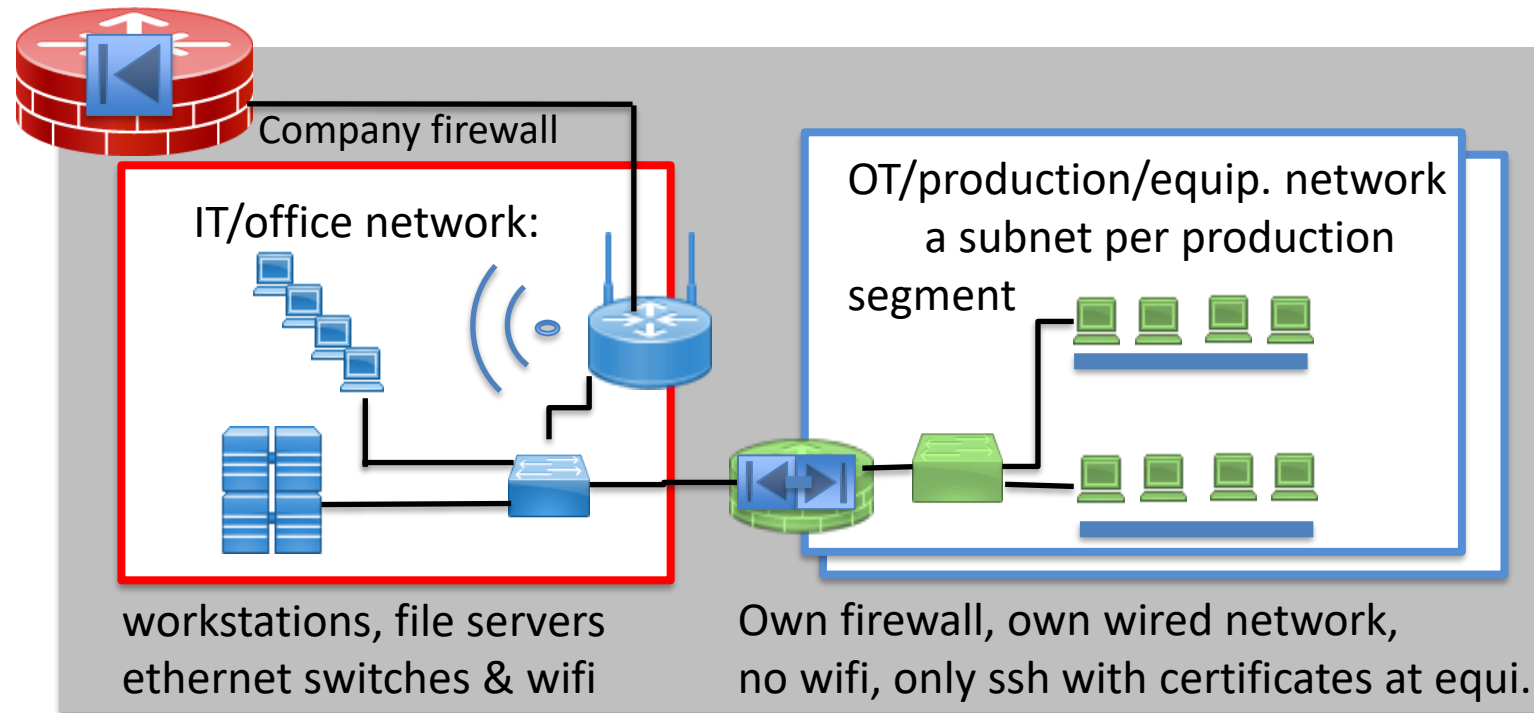 Company firewall
IT/office network:
OT/production/equip. network
a subnet per production
segment
workstations, file servers
ethernet switches & wifi
Own firewall, own wired network,
no wifi, only ssh with certificates at equi.